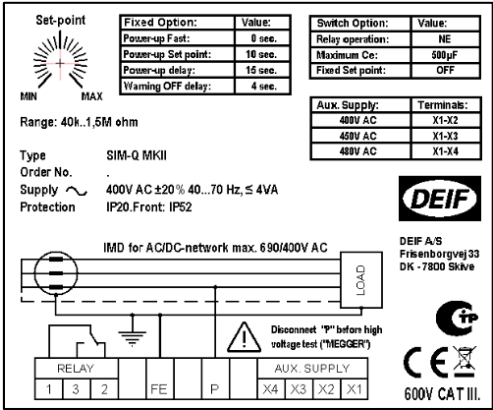 Set-point
MIN MAX
Range: 40k..1,5M ohm
Fixed Option: Value:
Power-up Fast: 0 sec.
Power-up Set point: 10 sec.
Power-up delay: 15 sec.
Warning OFF delay: 4 sec.
Switch Option: Value:
Relay operation: NE
Maximum Ce: 500µF
Fixed Set point: OFF
Aux. Supply: Terminals:
400V AC X1-X2
450V AC X1-X3
480V AC X1-X4
Type SIM-Q MKII
Order No. .
Supply ~ 400V AC ±20% 40...70 Hz, ≤ 4VA
Protection IP20.Front: IP52
DEIF
DEIF A/S
Frisenborgvej 33
DK - 7800 Skive
IMD for AC/DC-network max. 690/400V AC
LOAD
Disconnect "P" before high
voltage test ("MEGGER")
RELAY AUX. SUPPLY
1 3 2 FE P X4 X3 X2 X1
CE
600V CAT III.